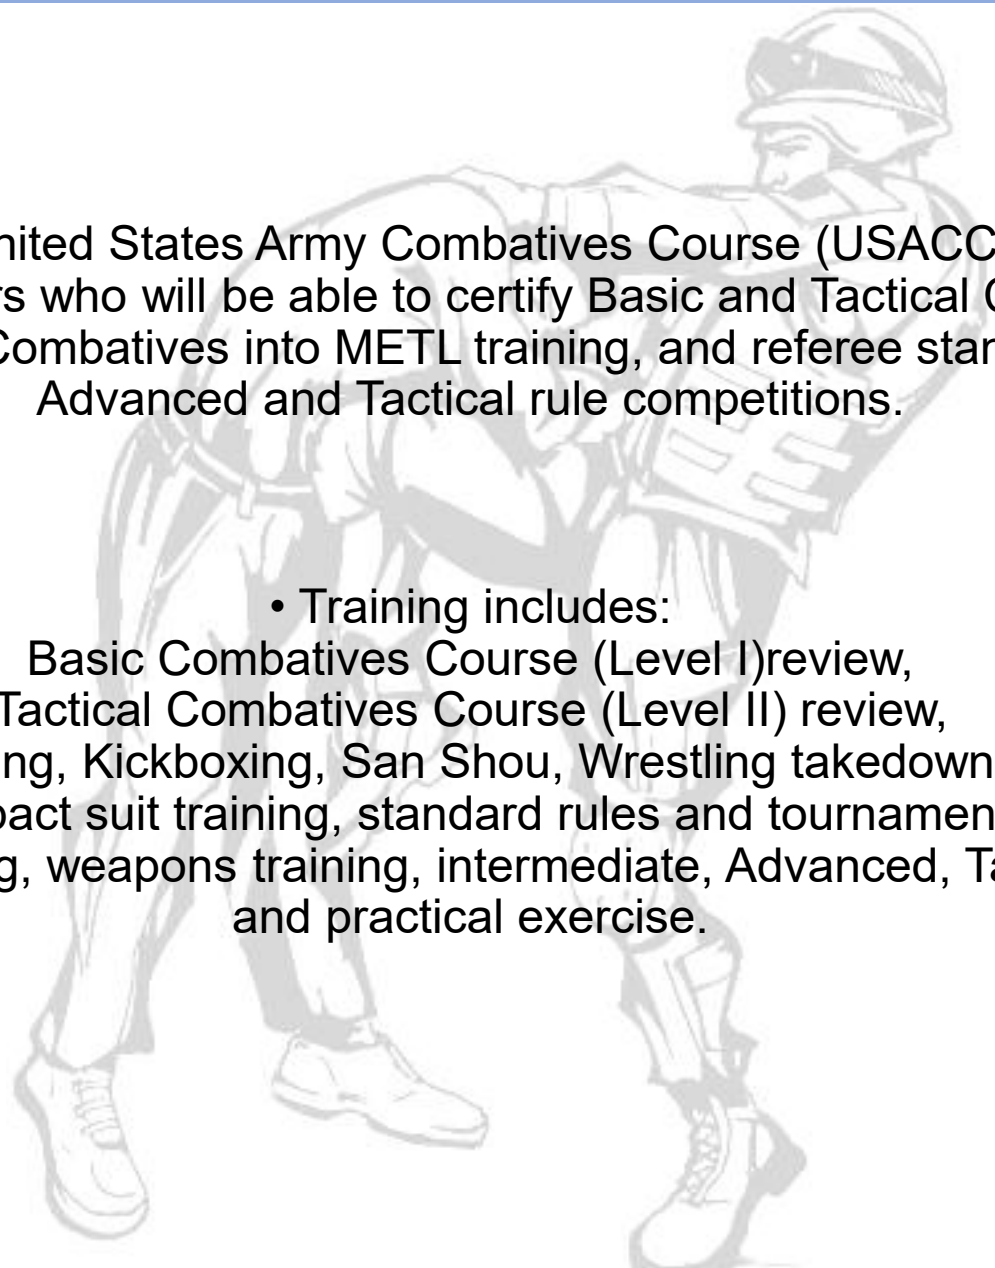 nited States Army Combatives Course (USACC
rs who will be able to certify Basic and Tactical C
Combatives into METL training, and referee stan
Advanced and Tactical rule competitions.
• Training includes:
Basic Combatives Course (Level I)review,
Tactical Combatives Course (Level II) review,
ng, Kickboxing, San Shou, Wrestling takedown
pact suit training, standard rules and tournamen
g, weapons training, intermediate, Advanced, Ta
and practical exercise.